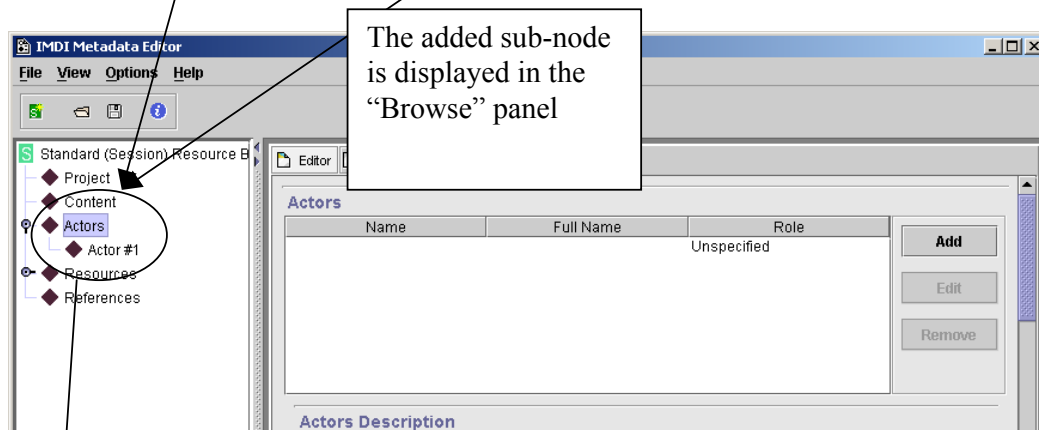 The added sub-node
is displayed in the
“Browse” panel
IMDI Metadata Editor
File View Options Help
S Standard (Session) Resource B
Project
Content
Actors
Actor #1
Resources
References
Editor
Actors
Name Full Name Role
Unspecified
Add
Edit
Remove
Actors Description